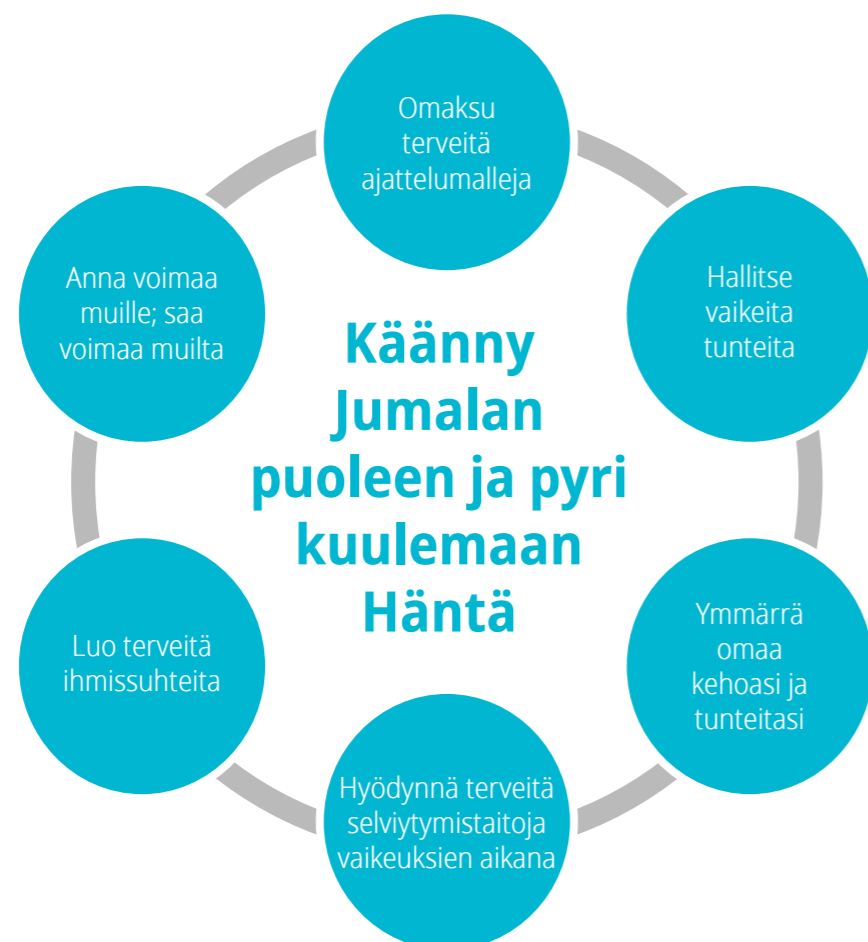 Omaksu
terveitä
ajattelumalleja
Hallitse
vaikeita
tunteita
Ymmärrä
omaa
kehoasi ja
tunteitasi
Hyödynnä terveitä
selviytymistaitoja
vaikeuksien aikana
Luo terveitä
ihmissuhteita
Anna voimaa
muille; saa
voimaa muilta
Käänny
Jumalan
puoleen ja pyri
kuulemaan
Häntä